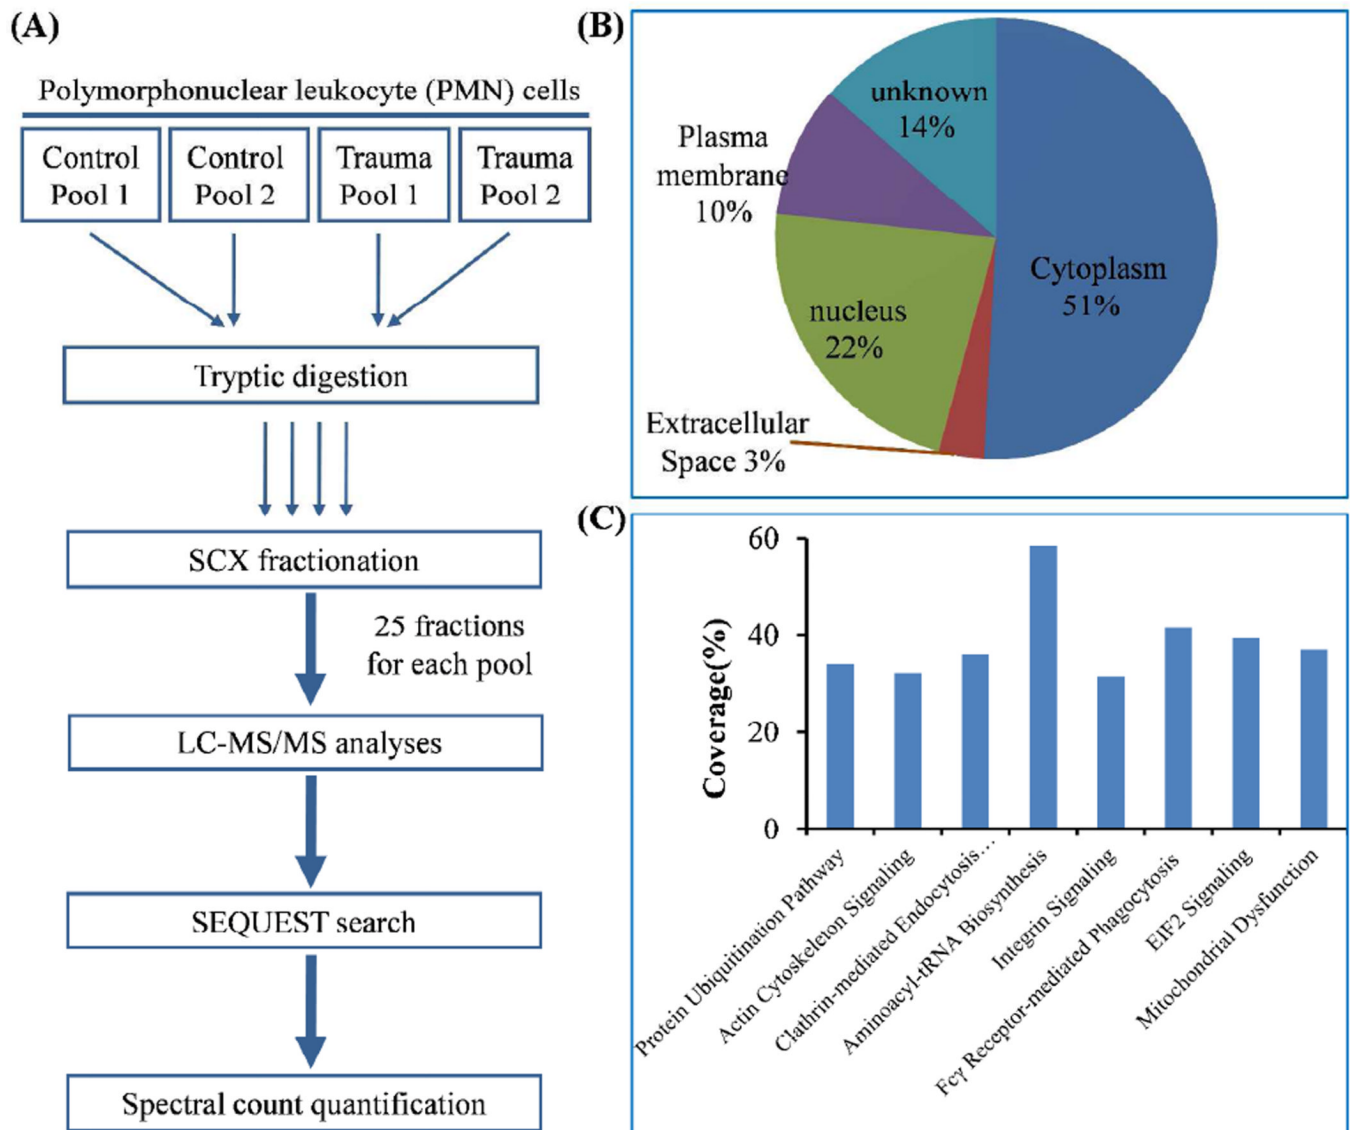 (A)
Polymorphonuclear leukocyte (PMN) cells
Control
Pool 1
Control
Pool 2
Trauma
Pool 1
Trauma
Pool 2
Tryptic digestion
SCX fractionation
25 fractions
for each pool
LC-MS/MS analyses
SEQUEST search
Spectral count quantification
(B)
unknown
14%
Plasma
membrane
10%
Cytoplasm
51%
nucleus
22%
Extracellular
Space 3%
(C)
Coverage(%)
60
40
20
0
Protein Ubiquitination Pathway
Actin Cytoskeleton Signaling
Clathrin-mediated Endocytosis…
Aminoacyl-tRNA Biosynthesis
Integrin Signaling
Fcγ Receptor-mediated Phagocytosis
EIF2 Signaling
Mitochondrial Dysfunction